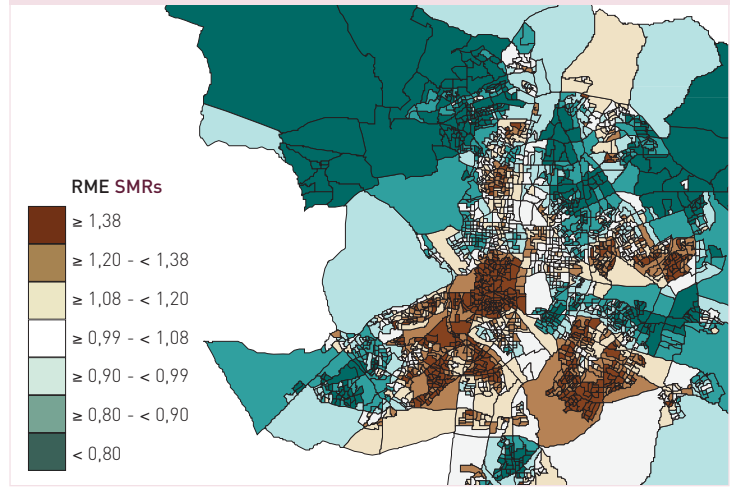 RME SMRs
≥ 1,38
≥ 1,20 - < 1,38
≥ 1,08 - < 1,20
≥ 0,99 - < 1,08
≥ 0,90 - < 0,99
≥ 0,80 - < 0,90
< 0,80